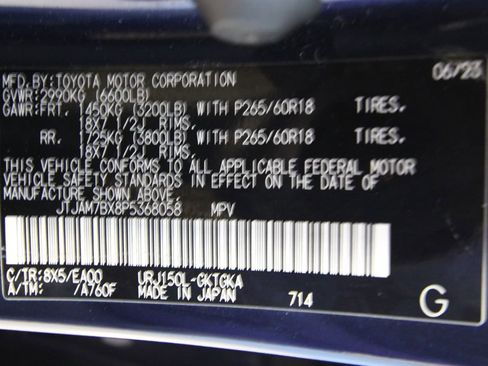 MFD.BY:TOYOTA MOTOR CORPORATION 06/23
GVWR:2990KG (6600LB)
GAWR:FRT. 1450KG (3200LB) WITH P265/60R18 TIRES.
18X7 1/2J RIMS.
RR. 1725KG (3800LB) WITH P265/60R18 TIRES.
18X7 1/2J RIMS.
THIS VEHICLE CONFORMS TO ALL APPLICABLE FEDERAL MOTOR
VEHICLE SAFETY STANDARDS IN EFFECT ON THE DATE OF
MANUFACTURE SHOWN ABOVE.
JTJAM7BX8P5368058 MPV
C/TR:8X5/EA00 URJ150L-GKTGKA
A/TM: /A760F MADE IN JAPAN 714 G